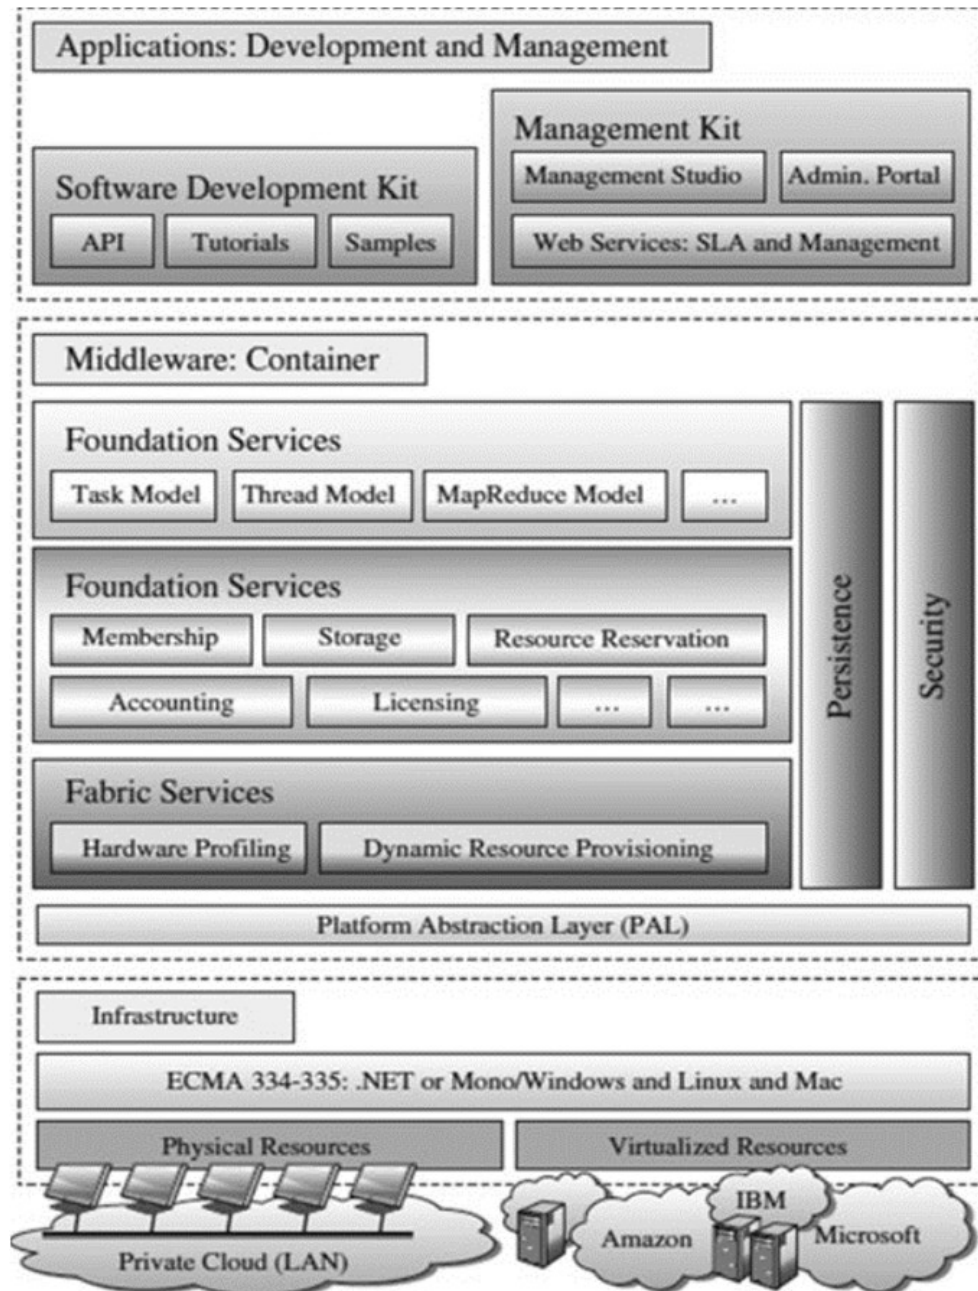 Applications: Development and Management
Management Kit
Management Studio
Admin. Portal
Web Services: SLA and Management
Software Development Kit
API
Tutorials
Samples
Middleware: Container
Foundation Services
Task Model
Thread Model
MapReduce Model
...
Foundation Services
Membership
Storage
Resource Reservation
Accounting
Licensing
...
...
Fabric Services
Hardware Profiling
Dynamic Resource Provisioning
Persistence
Security
Platform Abstraction Layer (PAL)
Infrastructure
ECMA 334-335: .NET or Mono/Windows and Linux and Mac
Physical Resources
Virtualized Resources
Private Cloud (LAN)
Amazon
IBM
Microsoft